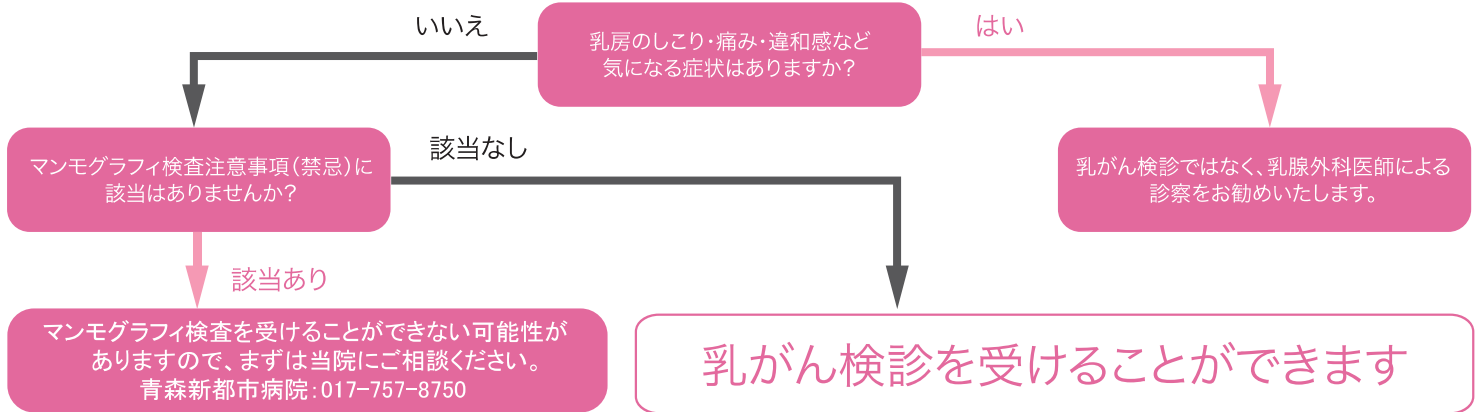 いいえ
乳房のしこり・痛み・違和感など
気になる症状はありますか?
はい
マンモグラフィ検査注意事項(禁忌)に
該当はありませんか?
該当なし
乳がん検診ではなく、乳腺外科医師による
診察をお勧めいたします。
該当あり
マンモグラフィ検査を受けることができない可能性が
ありますので、まずは当院にご相談ください。
青森新都市病院:017-757-8750
乳がん検診を受けることができます